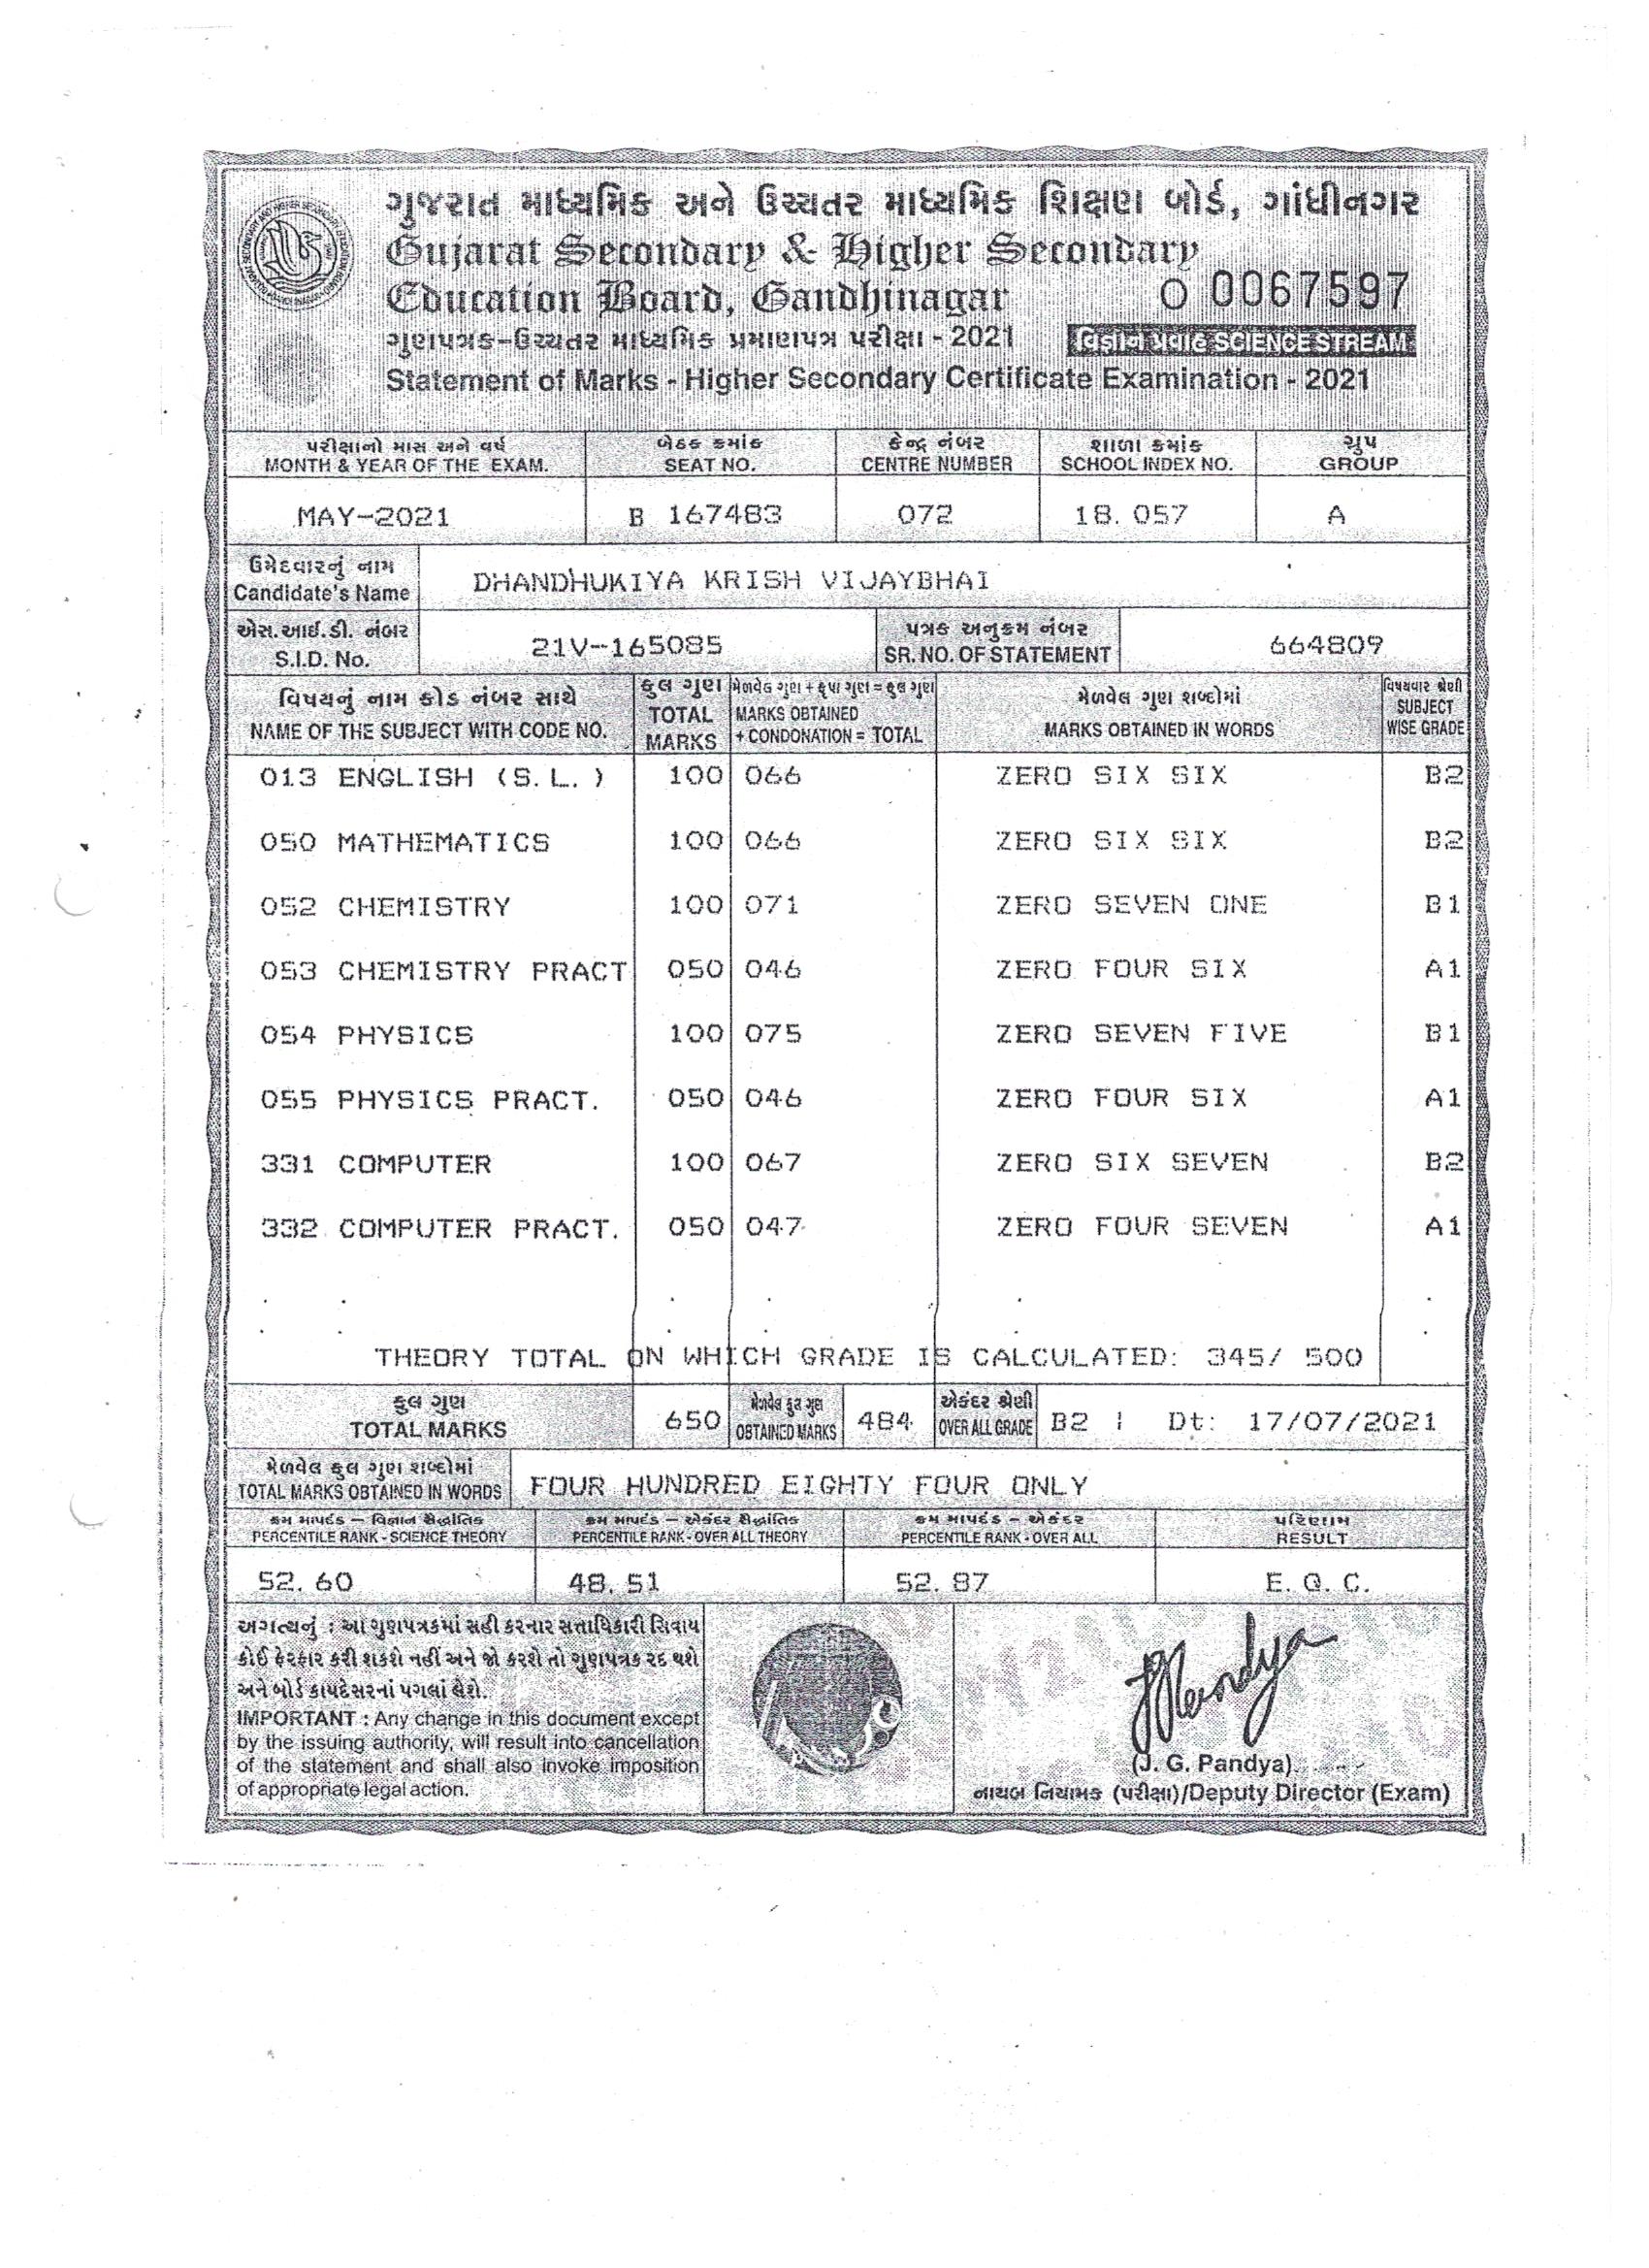 ગુજરાત માધ્યમિક અને ઉચ્ચતર માધ્યમિક શિક્ષણ બોર્ડ, ગાંધીનગર
Gujarat Secondary & Higher Secondary
Education Board, Gandhinagar
O 0067597
ગુણપત્રક-ઉચ્ચતર માધ્યમિક પ્રમાણપત્ર પરીક્ષા - 2021
વિજ્ઞાન પ્રવાહ SCIENCE STREAM
Statement of Marks - Higher Secondary Certificate Examination - 2021
પરીક્ષાનો માસ અને વર્ષ બેઠક ક્રમાંક કેન્દ્ર નંબર શાળા ક્રમાંક ગ્રુપ
MONTH & YEAR OF THE EXAM. SEAT NO. CENTRE NUMBER SCHOOL INDEX NO. GROUP
MAY-2021 B 167483 072 18. 057 A
ઉમેદવારનું નામ
Candidate's Name
DHANDHUKIYA KRISH VIJAYBHAI
એસ.આઈ.ડી. નંબર
S.I.D. No.
21V-165085
પત્રક અનુક્રમ નંબર
SR. NO. OF STATEMENT
664809
વિષયનું નામ કોડ નંબર સાથે
NAME OF THE SUBJECT WITH CODE NO.
કુલ ગુણ
TOTAL
MARKS
મેળવેલ ગુણ + કૃપા ગુણ = કુલ ગુણ
MARKS OBTAINED
+ CONDONATION = TOTAL
મેળવેલ ગુણ શબ્દોમાં
MARKS OBTAINED IN WORDS
વિષયવાર શ્રેણી
SUBJECT
WISE GRADE
013 ENGLISH (S.L.) 100 066 ZERO SIX SIX B2
050 MATHEMATICS 100 066 ZERO SIX SIX B2
052 CHEMISTRY 100 071 ZERO SEVEN ONE B1
053 CHEMISTRY PRACT 050 046 ZERO FOUR SIX A1
054 PHYSICS 100 075 ZERO SEVEN FIVE B1
055 PHYSICS PRACT. 050 046 ZERO FOUR SIX A1
331 COMPUTER 100 067 ZERO SIX SEVEN B2
332 COMPUTER PRACT. 050 047 ZERO FOUR SEVEN A1
THEORY TOTAL ON WHICH GRADE IS CALCULATED: 345/ 500
કુલ ગુણ
TOTAL MARKS
650
મેળવેલ કુલ ગુણ
OBTAINED MARKS
484
એકંદર શ્રેણી
OVER ALL GRADE
B2 | Dt: 17/07/2021
મેળવેલ કુલ ગુણ શબ્દોમાં
TOTAL MARKS OBTAINED IN WORDS
FOUR HUNDRED EIGHTY FOUR ONLY
ક્રમ માપદંડ - વિજ્ઞાન સૈદ્ધાંતિક ક્રમ માપદંડ - એકંદર સૈદ્ધાંતિક ક્રમ માપદંડ - એકંદર પરિણામ
PERCENTILE RANK - SCIENCE THEORY PERCENTILE RANK - OVER ALL THEORY PERCENTILE RANK - OVER ALL RESULT
52. 60 48. 51 52. 87 E. Q. C.
અગત્યનું : આ ગુણપત્રકમાં સહી કરનાર સત્તાધિકારી સિવાય
કોઈ ફેરફાર કરી શકશે નહીં અને જો કરશે તો ગુણપત્રક રદ થશે
અને બોર્ડ કાયદેસરનાં પગલાં લેશે.
IMPORTANT : Any change in this document except
by the issuing authority, will result into cancellation
of the statement and shall also invoke imposition
of appropriate legal action.
JGPandya
(J. G. Pandya)
નાયબ નિયામક (પરીક્ષા)/Deputy Director (Exam)